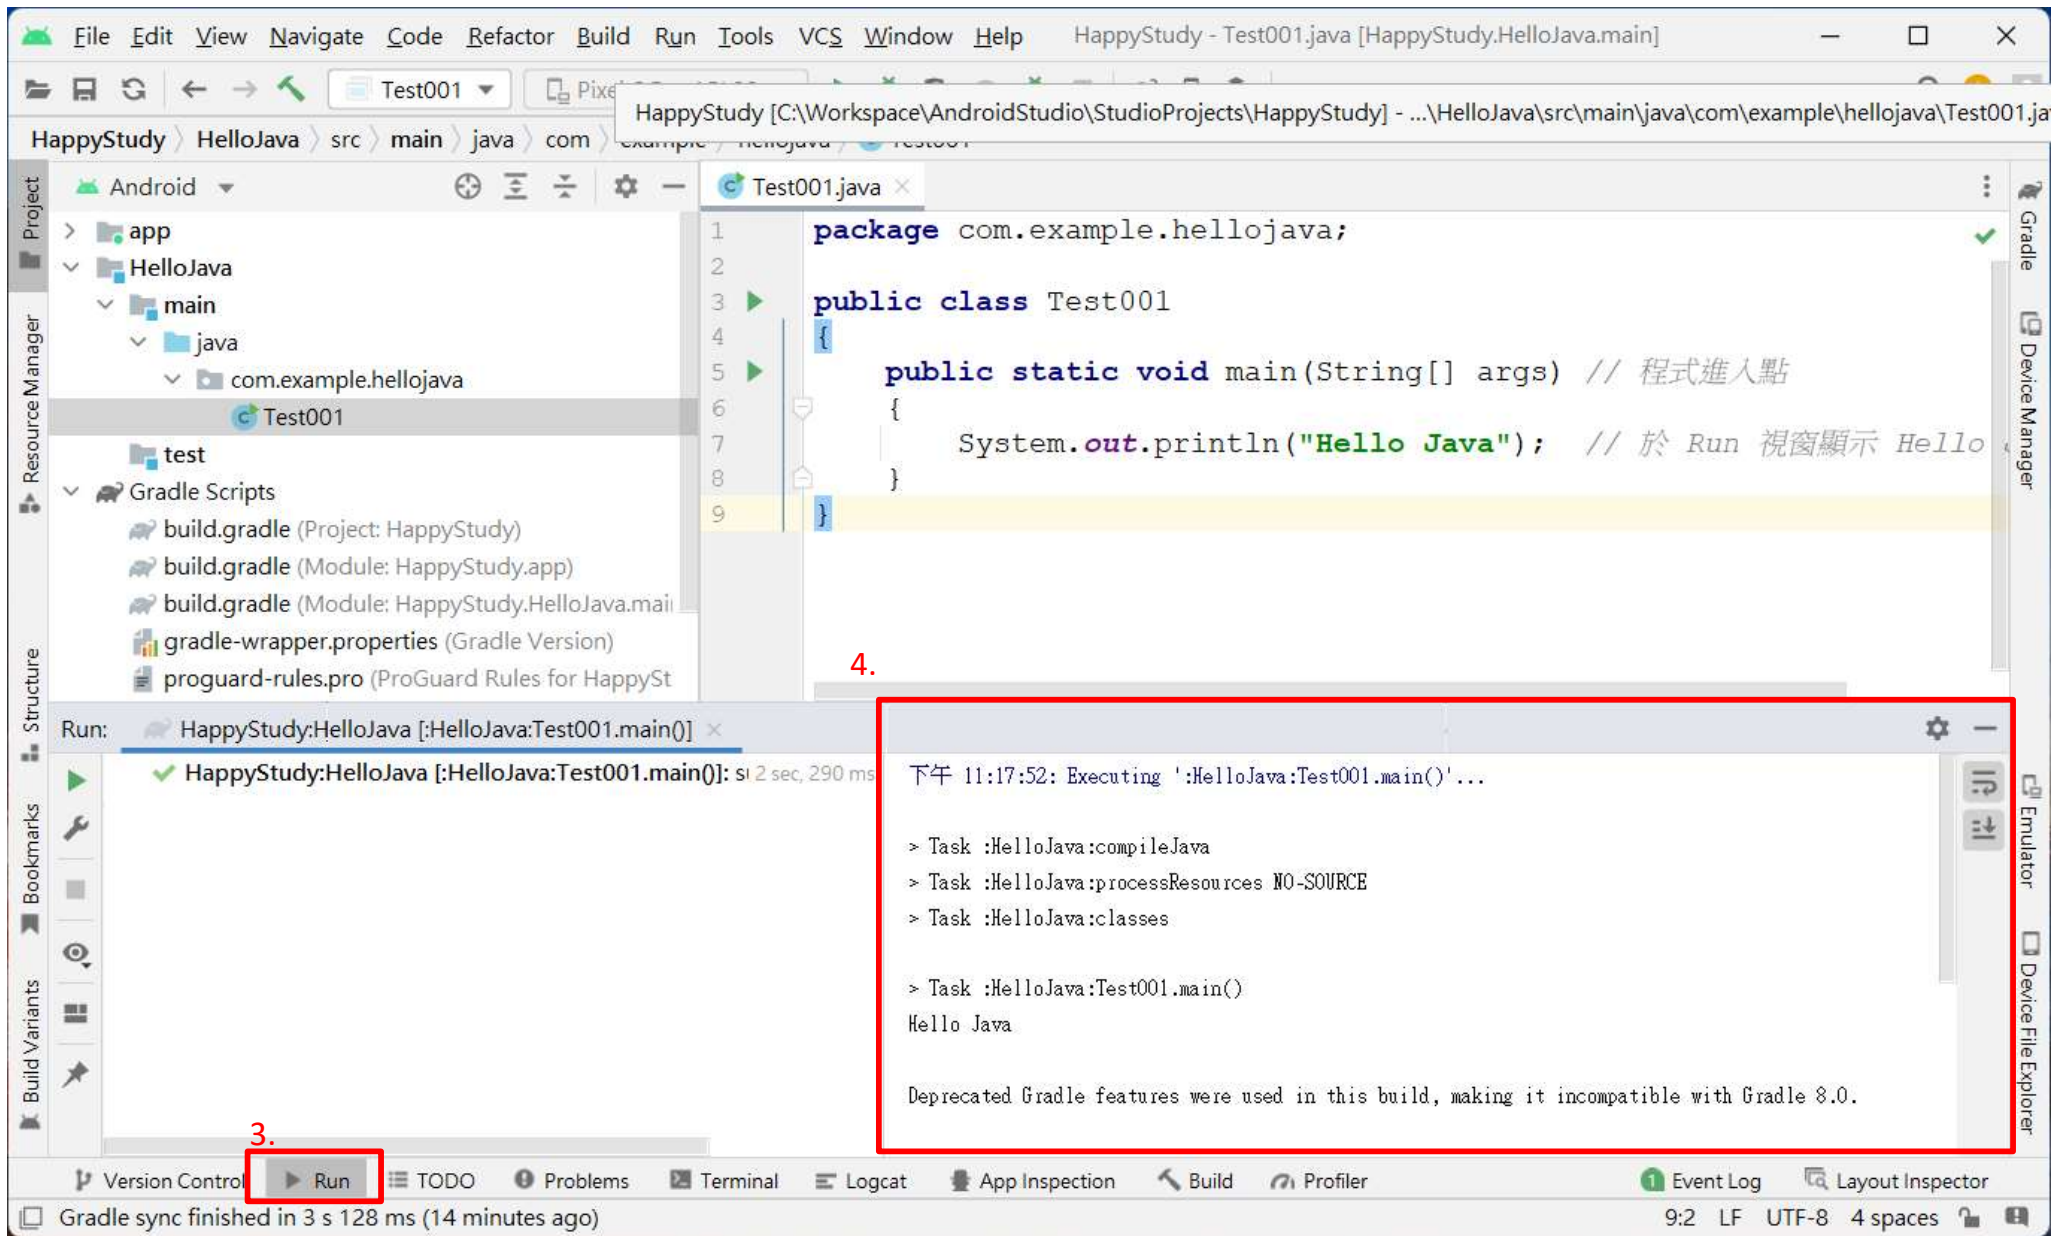 File Edit View Navigate Code Refactor Build Run Tools VCS Window Help HappyStudy - Test001.java [HappyStudy.HelloJava.main]
Test001
HappyStudy [C:\Workspace\AndroidStudio\StudioProjects\HappyStudy] - ...\HelloJava\src\main\java\com\example\hellojava\Test001.ja
HappyStudy HelloJava src main java com example hellojava Test001
Project
Resource Manager
Structure
Bookmarks
Build Variants
Android
app
HelloJava
main
java
com.example.hellojava
Test001
test
Gradle Scripts
build.gradle (Project: HappyStudy)
build.gradle (Module: HappyStudy.app)
build.gradle (Module: HappyStudy.HelloJava.mai
gradle-wrapper.properties (Gradle Version)
proguard-rules.pro (ProGuard Rules for HappySt
Test001.java
1 package com.example.hellojava;
2
3 public class Test001
4 {
5 public static void main(String[] args) // 程式進入點
6 {
7 System.out.println("Hello Java"); // 於 Run 視窗顯示 Hello
8 }
9 }
Gradle
Device Manager
Emulator
Device File Explorer
4.
Run: HappyStudy:HelloJava [:HelloJava:Test001.main()]
HappyStudy:HelloJava [:HelloJava:Test001.main()]: 2 sec, 290 ms
下午 11:17:52: Executing ':HelloJava:Test001.main()'...
> Task :HelloJava:compileJava
> Task :HelloJava:processResources NO-SOURCE
> Task :HelloJava:classes
> Task :HelloJava:Test001.main()
Hello Java
Deprecated Gradle features were used in this build, making it incompatible with Gradle 8.0.
3.
Version Control Run TODO Problems Terminal Logcat App Inspection Build Profiler 1 Event Log Layout Inspector
Gradle sync finished in 3 s 128 ms (14 minutes ago) 9:2 LF UTF-8 4 spaces